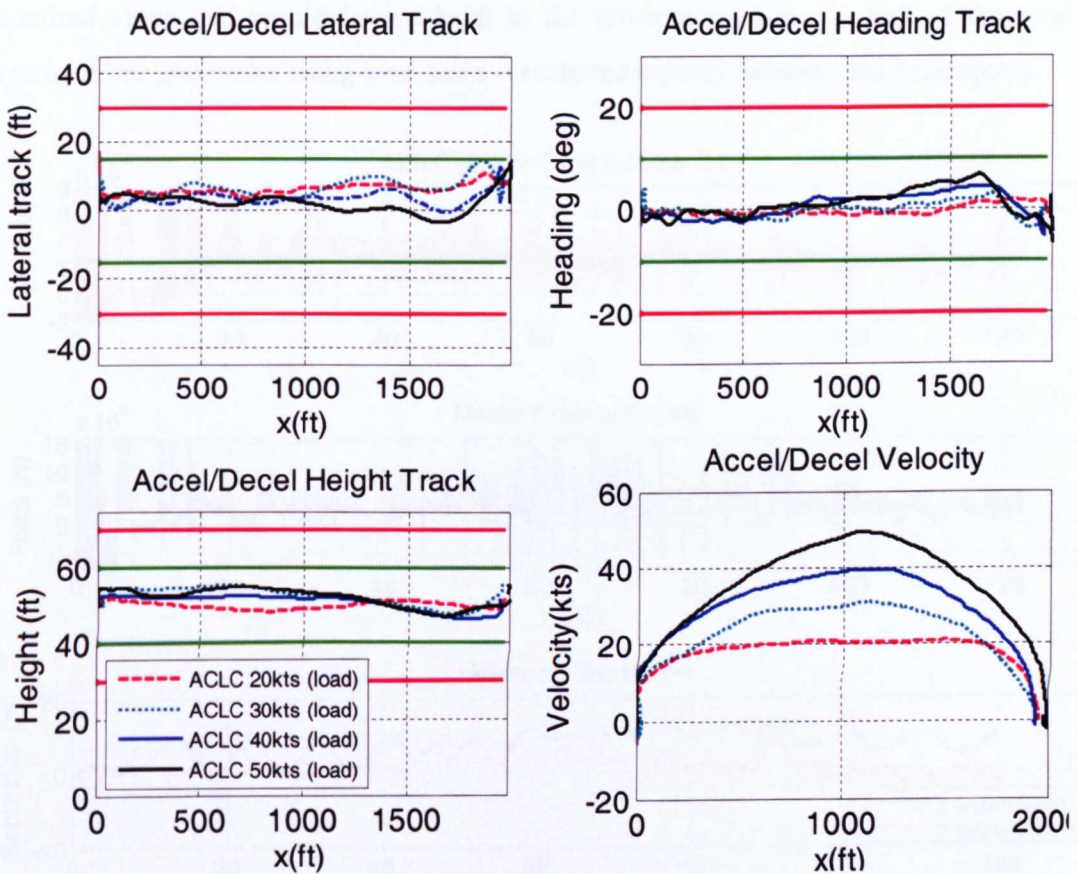 Accel/Decel Lateral Track
40
20
0
-20
-40
Lateral track (ft)
0
500
1000
1500
x(ft)
Accel/Decel Heading Track
20
0
-20
Heading (deg)
0
500
1000
1500
x(ft)
Accel/Decel Height Track
80
60
40
20
0
Height (ft)
ACLC 20kts (load)
ACLC 30kts (load)
ACLC 40kts (load)
ACLC 50kts (load)
0
500
1000
1500
x(ft)
Accel/Decel Velocity
60
40
20
0
-20
Velocity(kts)
0
1000
2000
x(ft)